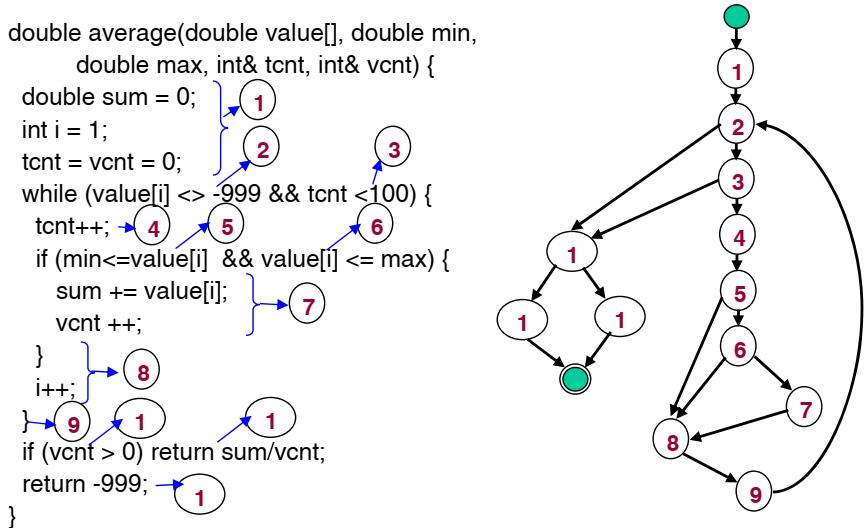 double average(double value[], double min,
double max, int& tcnt, int& vcnt) {
double sum = 0;
1
int i = 1;
2
3
tcnt = vcnt = 0;
while (value[i] <> -999 && tcnt <100) {
tcnt++;
4
5
6
if (min<=value[i] && value[i] <= max) {
sum += value[i];
7
vcnt ++;
}
8
i++;
}
9
1
1
if (vcnt > 0) return sum/vcnt;
return -999;
1
}
1
2
3
4
1
5
1
1
6
7
8
9